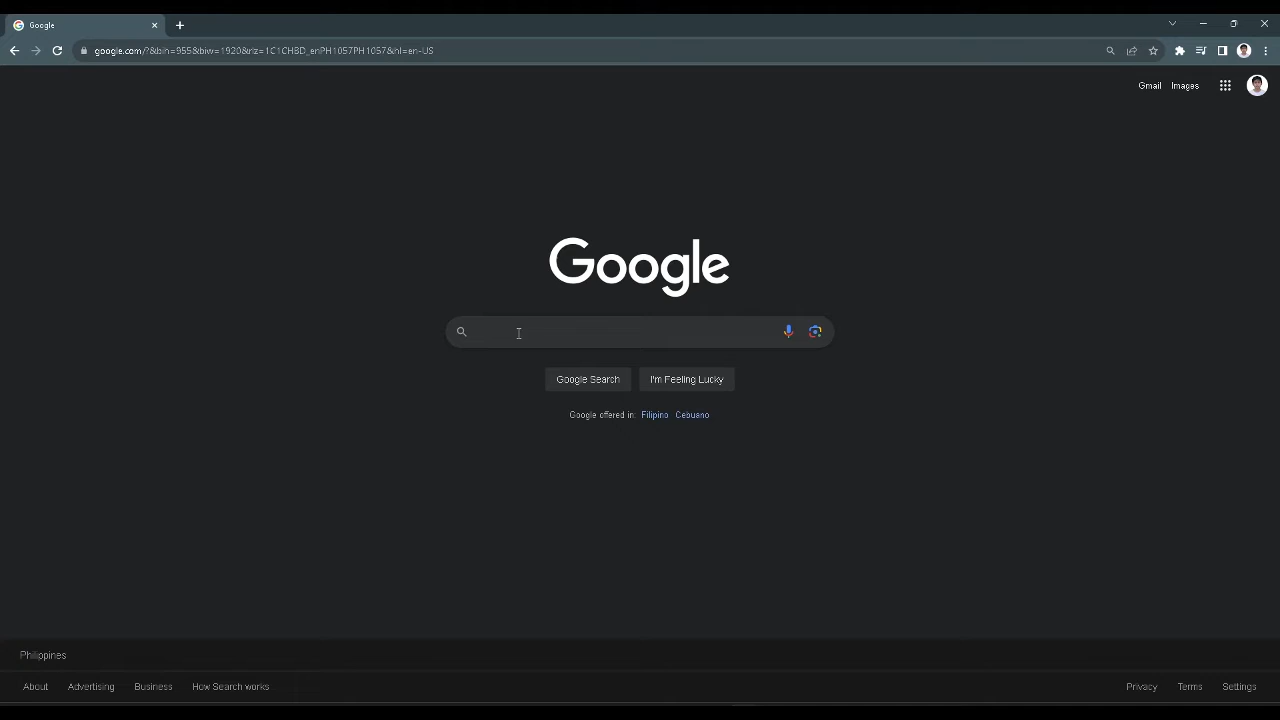 Google
google.com/?&bih=955&biw=1920&rlz=1C1CHBD_enPH1057PH1057&hl=en-US
Gmail Images
Google
Google Search I'm Feeling Lucky
Google offered in: Filipino Cebuano
Philippines
About Advertising Business How Search works Privacy Terms Settings